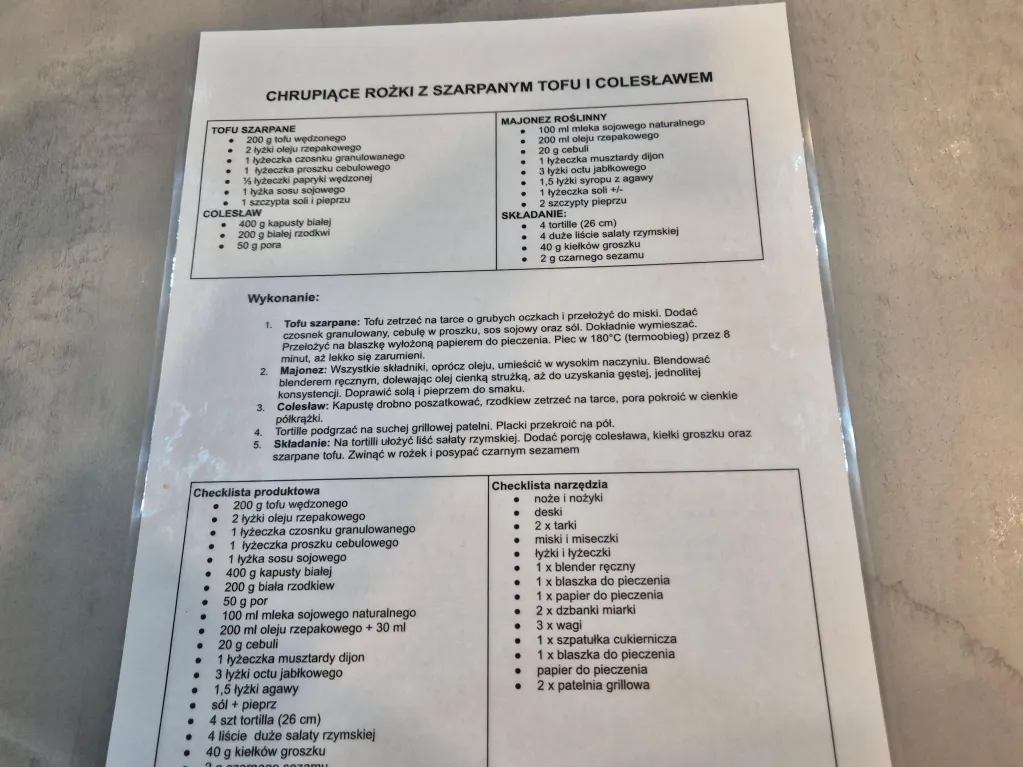 CHRUPIĄCE ROŻKI Z SZARPANYM TOFU I COLESŁAWEM
TOFU SZARPANE
200 g tofu wędzonego
2 łyżki oleju rzepakowego
1 łyżeczka czosnku granulowanego
1 łyżeczka proszku cebulowego
½ łyżeczki papryki wędzonej
1 łyżka sosu sojowego
1 szczypta soli i pieprzu
COLESŁAW
400 g kapusty białej
200 g białej rzodkwi
50 g pora
MAJONEZ ROŚLINNY
100 ml mleka sojowego naturalnego
200 ml oleju rzepakowego
20 g cebuli
1 łyżeczka musztardy dijon
3 łyżki octu jabłkowego
1,5 łyżki syropu z agawy
1 łyżeczka soli +/-
2 szczypty pieprzu
SKŁADANIE:
4 tortille (26 cm)
4 duże liście sałaty rzymskiej
40 g kiełków groszku
2 g czarnego sezamu
Wykonanie:
1. Tofu szarpane: Tofu zetrzeć na tarce o grubych oczkach i przełożyć do miski. Dodać
czosnek granulowany, cebulę w proszku, sos sojowy oraz sól. Dokładnie wymieszać.
Przełożyć na blaszkę wyłożoną papierem do pieczenia. Piec w 180°C (termoobieg) przez 8
minut, aż lekko się zarumieni.
2. Majonez: Wszystkie składniki, oprócz oleju, umieścić w wysokim naczyniu. Blendować
blenderem ręcznym, dolewając olej cienką strużką, aż do uzyskania gęstej, jednolitej
konsystencji. Doprawić solą i pieprzem do smaku.
3. Colesław: Kapustę drobno poszatkować, rzodkiew zetrzeć na tarce, pora pokroić w cienkie
półkrążki.
4. Tortille podgrzać na suchej grillowej patelni. Placki przekroić na pół.
5. Składanie: Na tortilli ułożyć liść sałaty rzymskiej. Dodać porcję colesława, kiełki groszku oraz
szarpane tofu. Zwinąć w rożek i posypać czarnym sezamem
Checklista produktowa
200 g tofu wędzonego
2 łyżki oleju rzepakowego
1 łyżeczka czosnku granulowanego
1 łyżeczka proszku cebulowego
1 łyżka sosu sojowego
400 g kapusty białej
200 g biała rzodkiew
50 g por
100 ml mleka sojowego naturalnego
200 ml oleju rzepakowego + 30 ml
20 g cebuli
1 łyżeczka musztardy dijon
3 łyżki octu jabłkowego
1,5 łyżki agawy
sól + pieprz
4 szt tortilla (26 cm)
4 liście duże sałaty rzymskiej
40 g kiełków groszku
2 g czarnego sezamu
Checklista narzędzia
noże i nożyki
deski
2 x tarki
miski i miseczki
łyżki i łyżeczki
1 x blender ręczny
1 x blaszka do pieczenia
1 x papier do pieczenia
2 x dzbanki miarki
3 x wagi
1 x szpatułka cukiernicza
1 x blaszka do pieczenia
papier do pieczenia
2 x patelnia grillowa